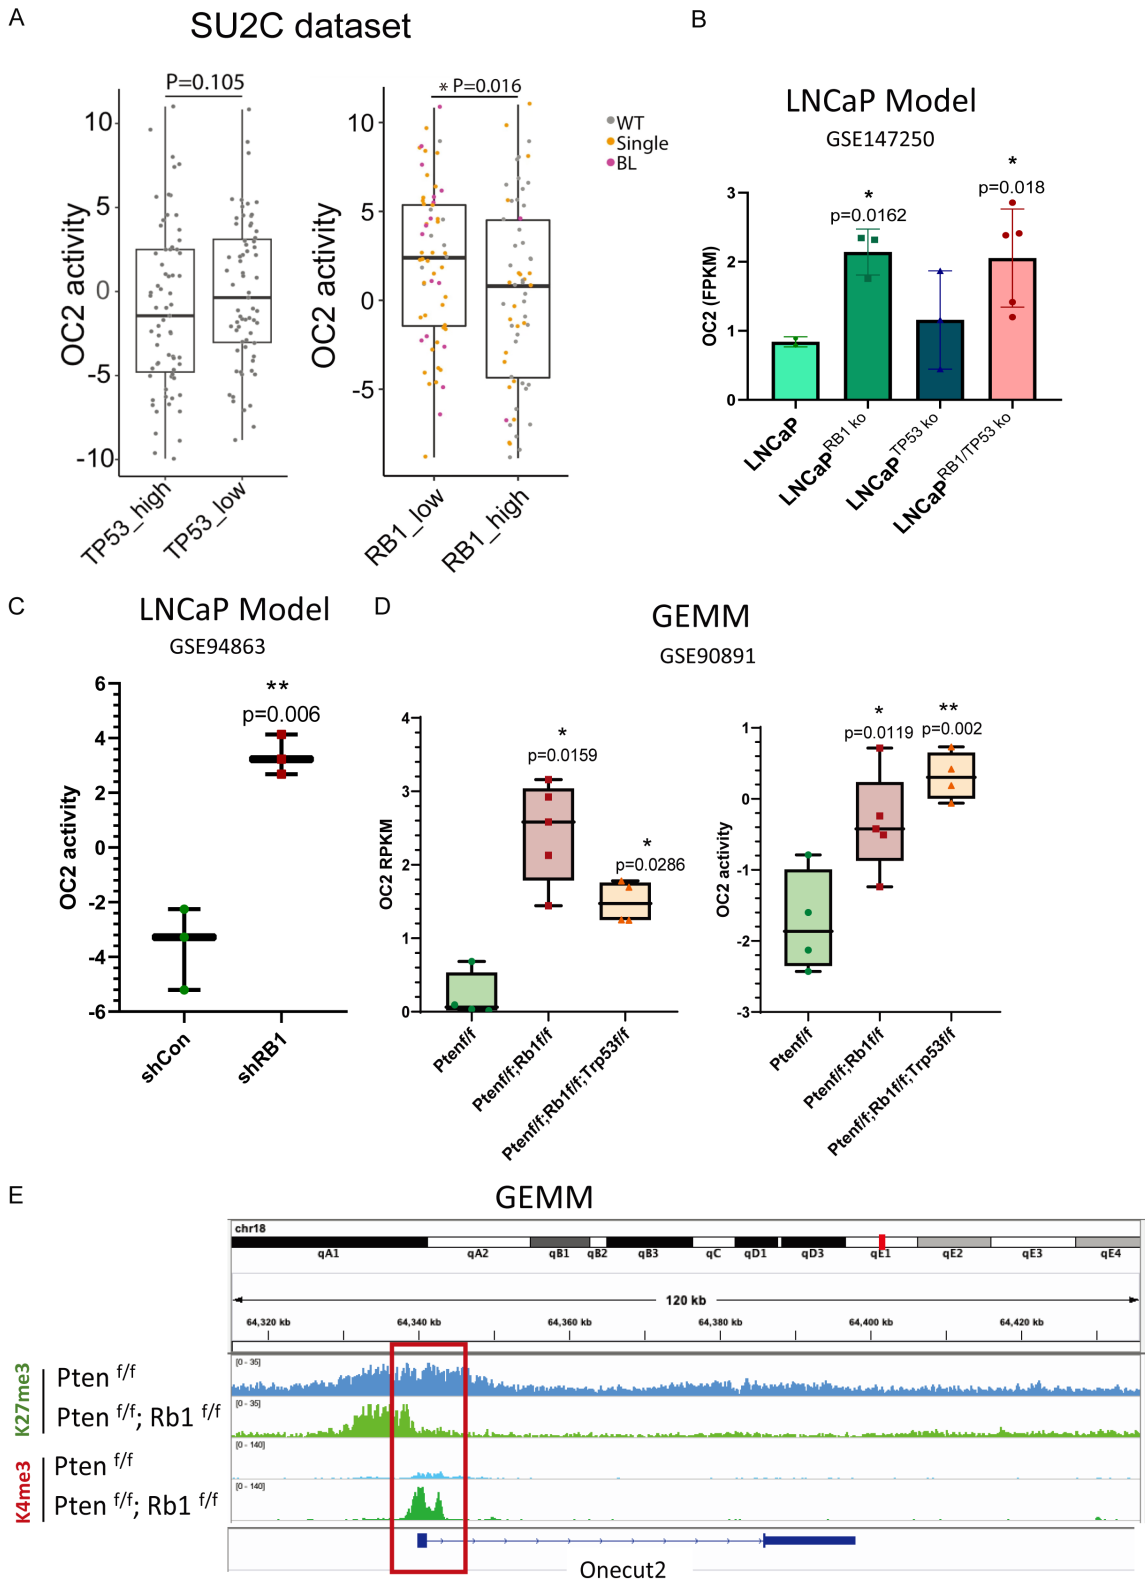 A
SU2C dataset
P=0.105
OC2 activity
10
5
0
-5
-10
TP53_high
TP53_low
* P=0.016
OC2 activity
10
5
0
-5
RB1_low
RB1_high
WT
Single
BL
B
LNCaP Model
GSE147250
OC2 (FPKM)
3
2
1
0
*
p=0.0162
*
p=0.018
LNCaP
LNCaP RB1 ko
LNCaP TP53 ko
LNCaP RB1/TP53 ko
C
LNCaP Model
GSE94863
OC2 activity
6
4
2
0
-2
-4
-6
**
p=0.006
shCon
shRB1
D
GEMM
GSE90891
OC2 RPKM
4
3
2
1
0
*
p=0.0159
*
p=0.0286
Ptenf/f
Ptenf/f;Rb1f/f
Ptenf/f;Rb1f/f;Trp53f/f
OC2 activity
1
0
-1
-2
-3
*
p=0.0119
**
p=0.002
Ptenf/f
Ptenf/f;Rb1f/f
Ptenf/f;Rb1f/f;Trp53f/f
E
GEMM
chr18
qA1 qA2 qB1 qB2 qB3 qC qD1 qD3 qE1 qE2 qE3 qE4
120 kb
64,320 kb 64,340 kb 64,360 kb 64,380 kb 64,400 kb 64,420 kb
K27me3
Pten f/f
[0 - 35]
Pten f/f; Rb1 f/f
[0 - 35]
K4me3
Pten f/f
[0 - 140]
Pten f/f; Rb1 f/f
[0 - 140]
Onecut2